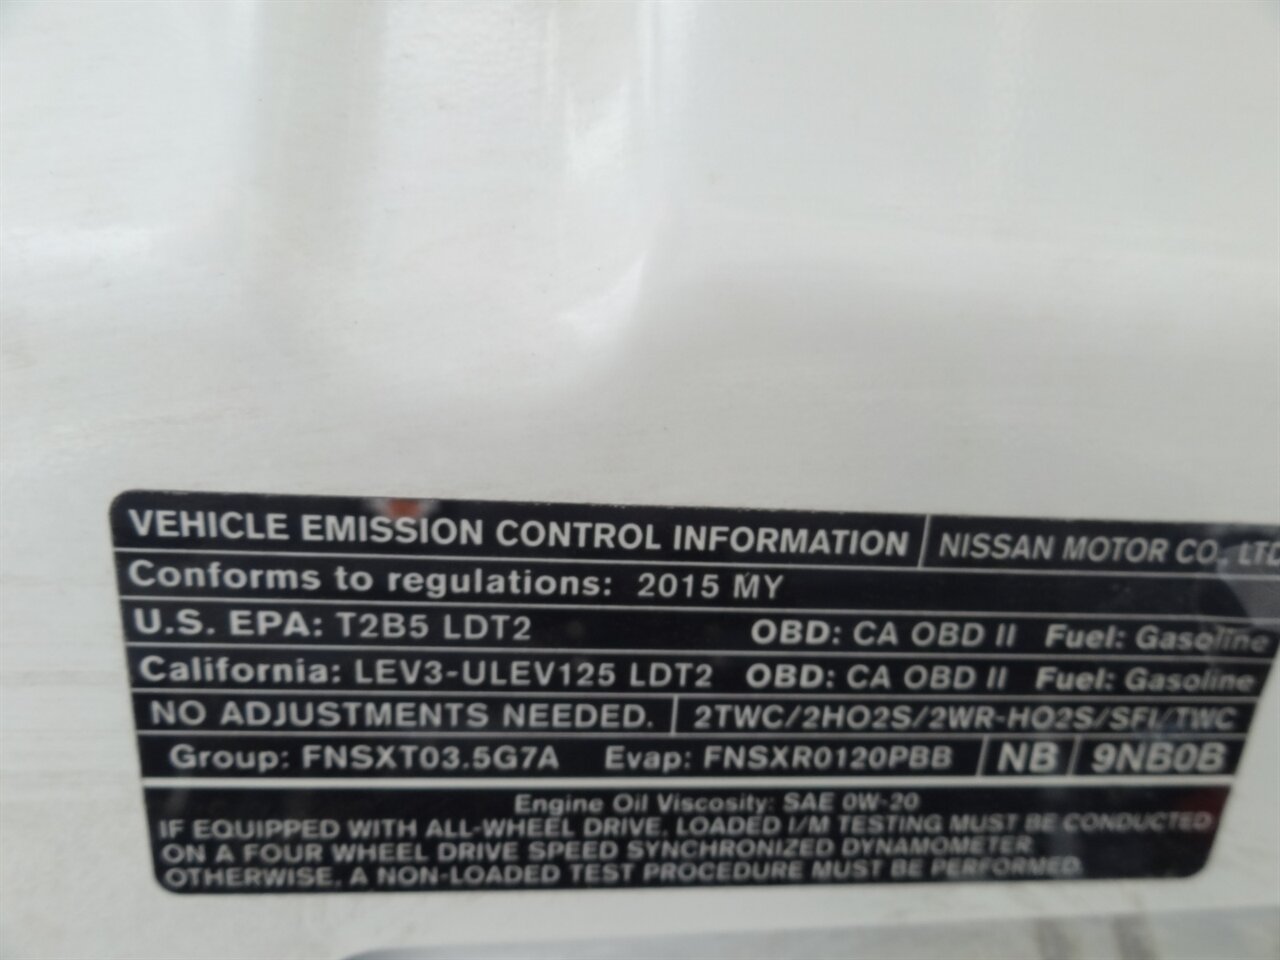 VEHICLE EMISSION CONTROL INFORMATION NISSAN MOTOR CO., LTD
Conforms to regulations: 2015 MY
U.S. EPA: T2B5 LDT2 OBD: CA OBD II Fuel: Gasoline
California: LEV3-ULEV125 LDT2 OBD: CA OBD II Fuel: Gasoline
NO ADJUSTMENTS NEEDED. 2TWC/2HO2S/2WR-HO2S/SFI/TWC
Group: FNSXT03.5G7A Evap: FNSXR0120PBB NB 9NB0B
Engine Oil Viscosity: SAE 0W-20
IF EQUIPPED WITH ALL-WHEEL DRIVE, LOADED I/M TESTING MUST BE CONDUCTED
ON A FOUR WHEEL DRIVE SPEED SYNCHRONIZED DYNAMOMETER.
OTHERWISE, A NON-LOADED TEST PROCEDURE MUST BE PERFORMED.